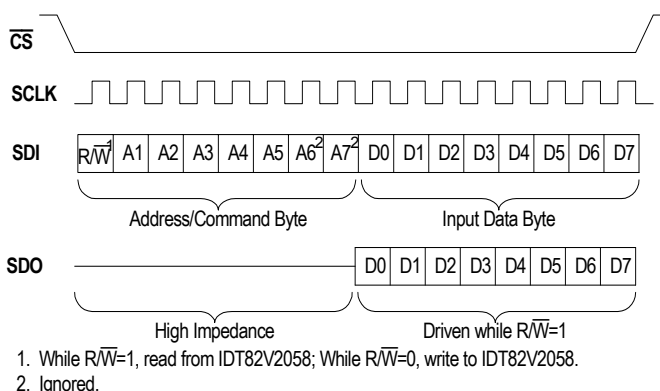 C̅S̅
SCLK
SDI R/W̅¹ A1 A2 A3 A4 A5 A6² A7² D0 D1 D2 D3 D4 D5 D6 D7
Address/Command Byte Input Data Byte
SDO D0 D1 D2 D3 D4 D5 D6 D7
High Impedance Driven while R/W̅=1
1. While R/W̅=1, read from IDT82V2058; While R/W̅=0, write to IDT82V2058.
2. Ignored.